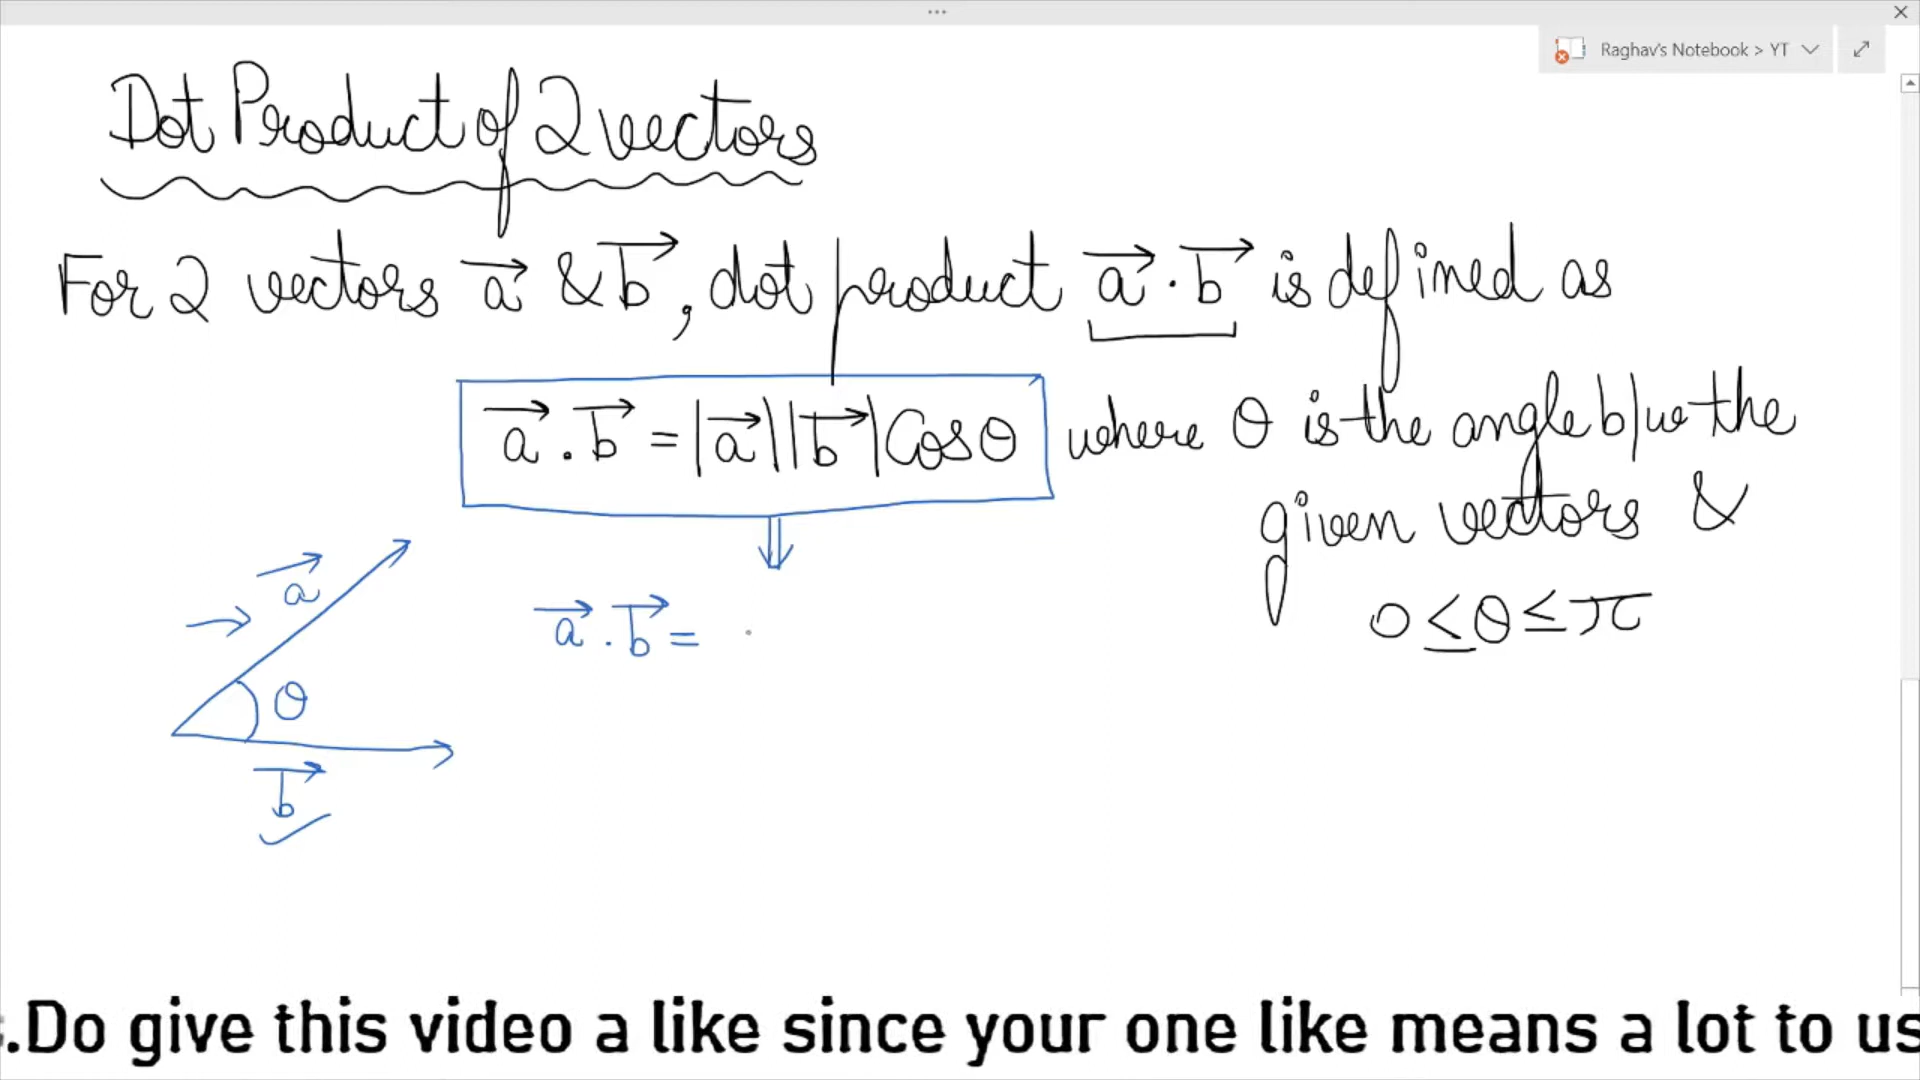 Raghav's Notebook > YT
Dot Product of 2 vectors
For 2 vectors a⃗ & b⃗, dot product a⃗ · b⃗ is defined as
a⃗ . b⃗ = |a⃗| |b⃗| Cosθ where θ is the angle b/w the
given vectors &
0 ≤ θ ≤ π
a⃗
θ
b⃗
a⃗ . b⃗ =
.Do give this video a like since your one like means a lot to us